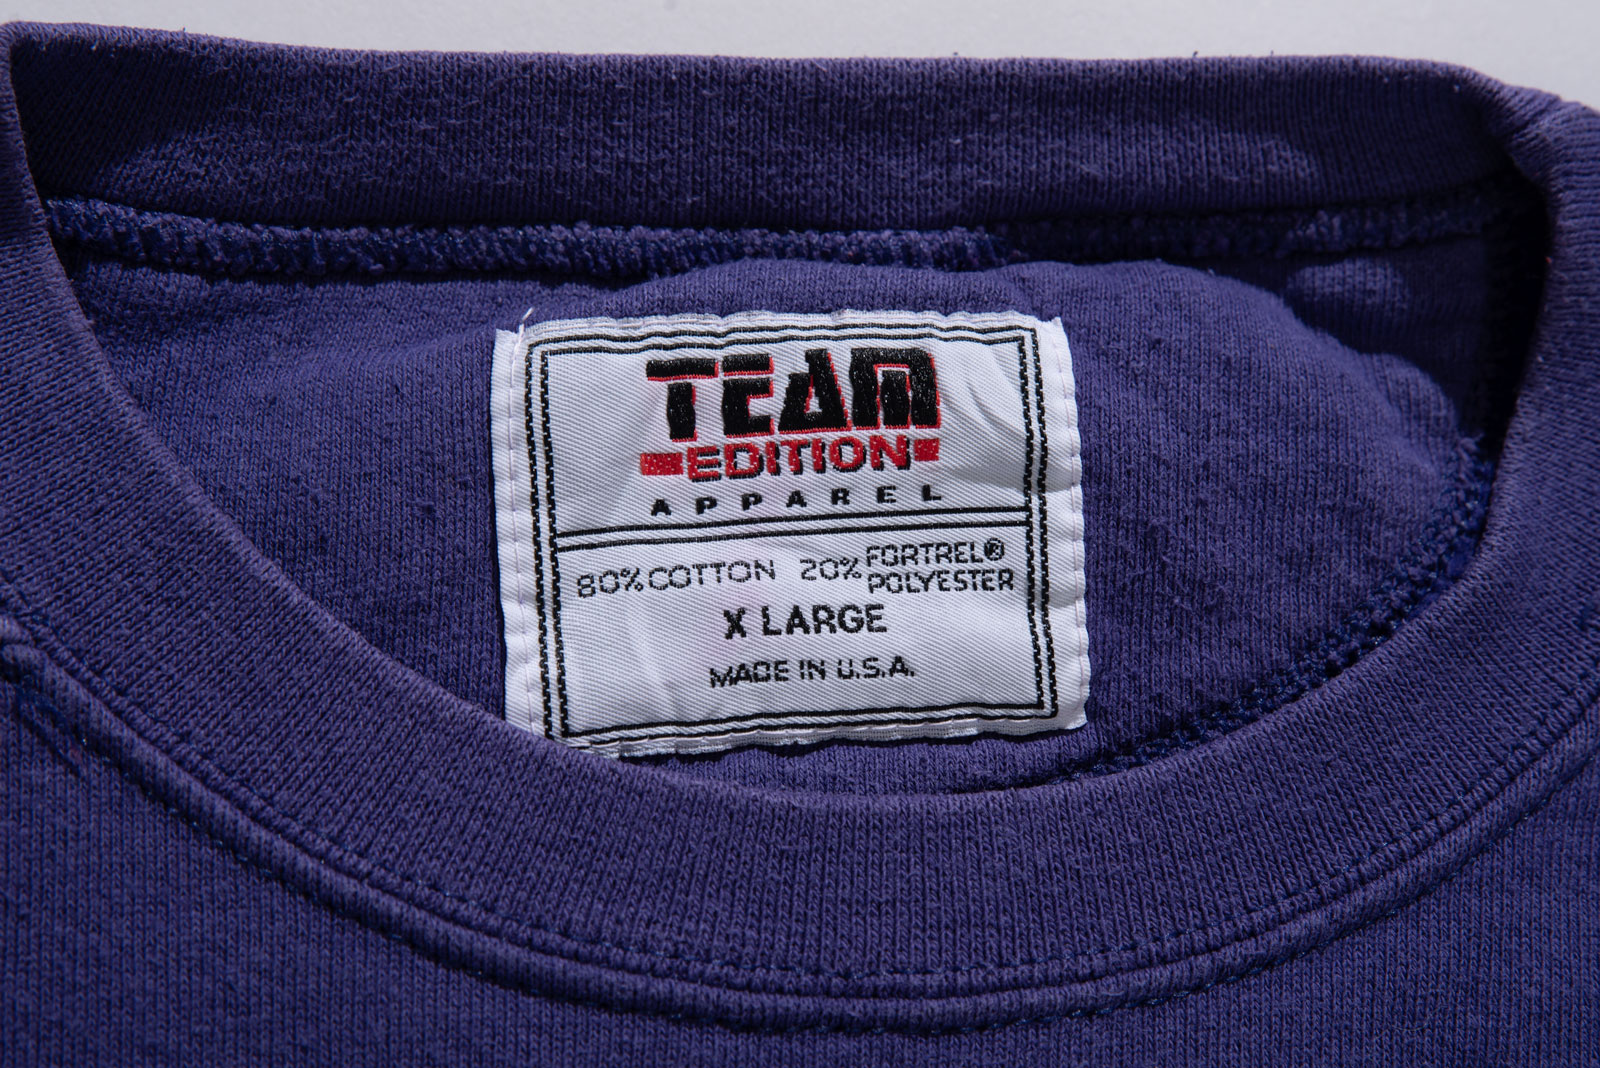 TEAM
EDITION
APPAREL
80% COTTON 20% FORTREL®
POLYESTER
X LARGE
MADE IN U.S.A.